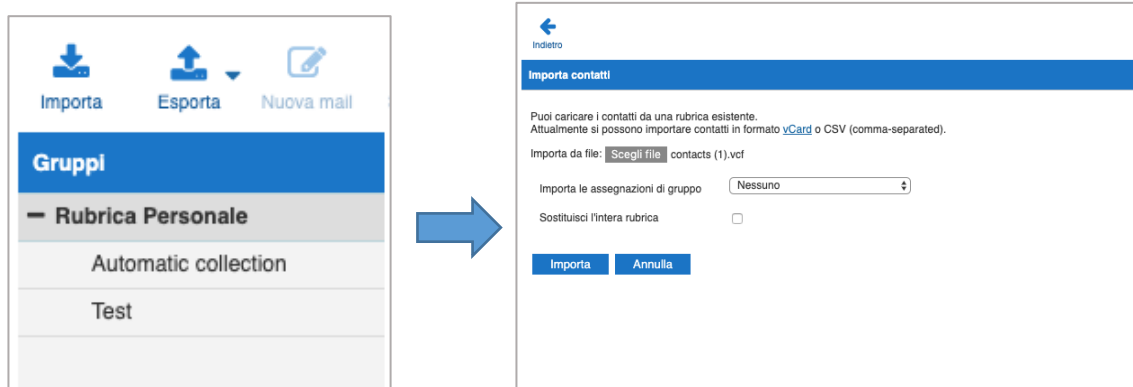 Importa Esporta Nuova mail
Gruppi
Rubrica Personale
Automatic collection
Test
Indietro
Importa contatti
Puoi caricare i contatti da una rubrica esistente.
Attualmente si possono importare contatti in formato vCard o CSV (comma-separated).
Importa da file: Scegli file contacts (1).vcf
Importa le assegnazioni di gruppo Nessuno
Sostituisci l'intera rubrica
Importa Annulla